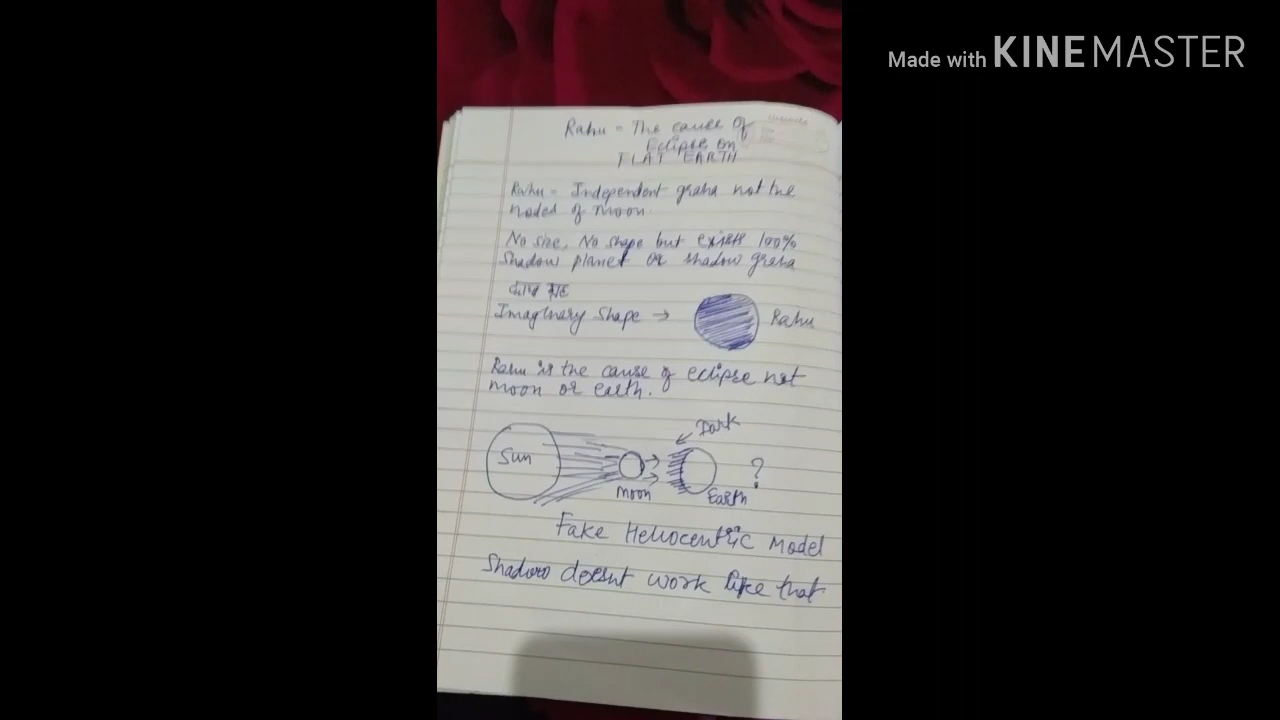 Made with KINEMASTER
Rahu = The cause of
Eclipse on
FLAT EARTH
Rahu = Independent graha not the
nodes of moon.
No size, No shape but exists 100%
Shadow planet or shadow graha
Imaginary Shape → Rahu
Rahu is the cause of eclipse not
moon or earth.
Dark
Sun
?
Moon
Earth
Fake Heliocentric Model
Shadow doesnt work like that